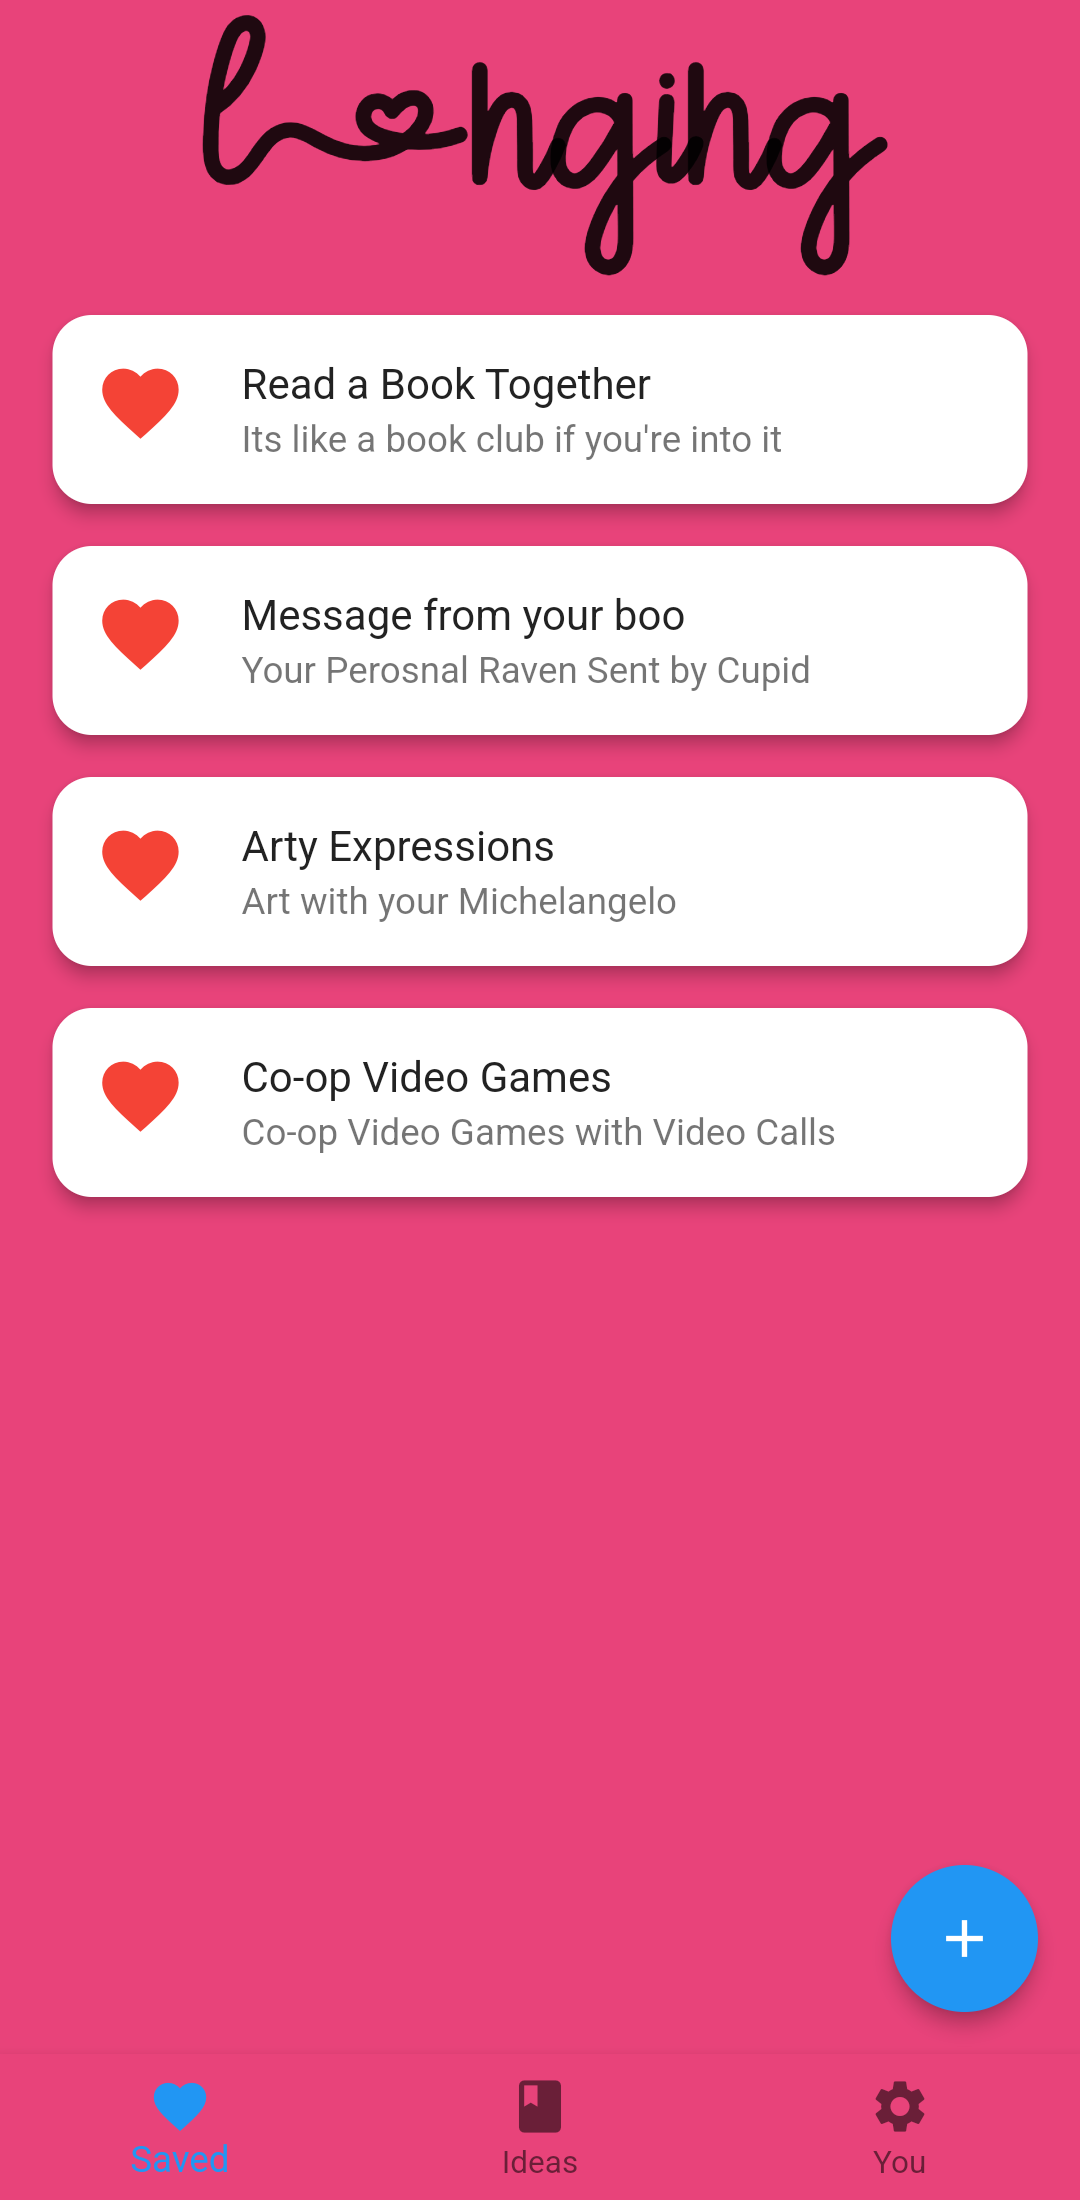 longing
Read a Book Together
Its like a book club if you're into it
Message from your boo
Your Perosnal Raven Sent by Cupid
Arty Expressions
Art with your Michelangelo
Co-op Video Games
Co-op Video Games with Video Calls
Saved
Ideas
You